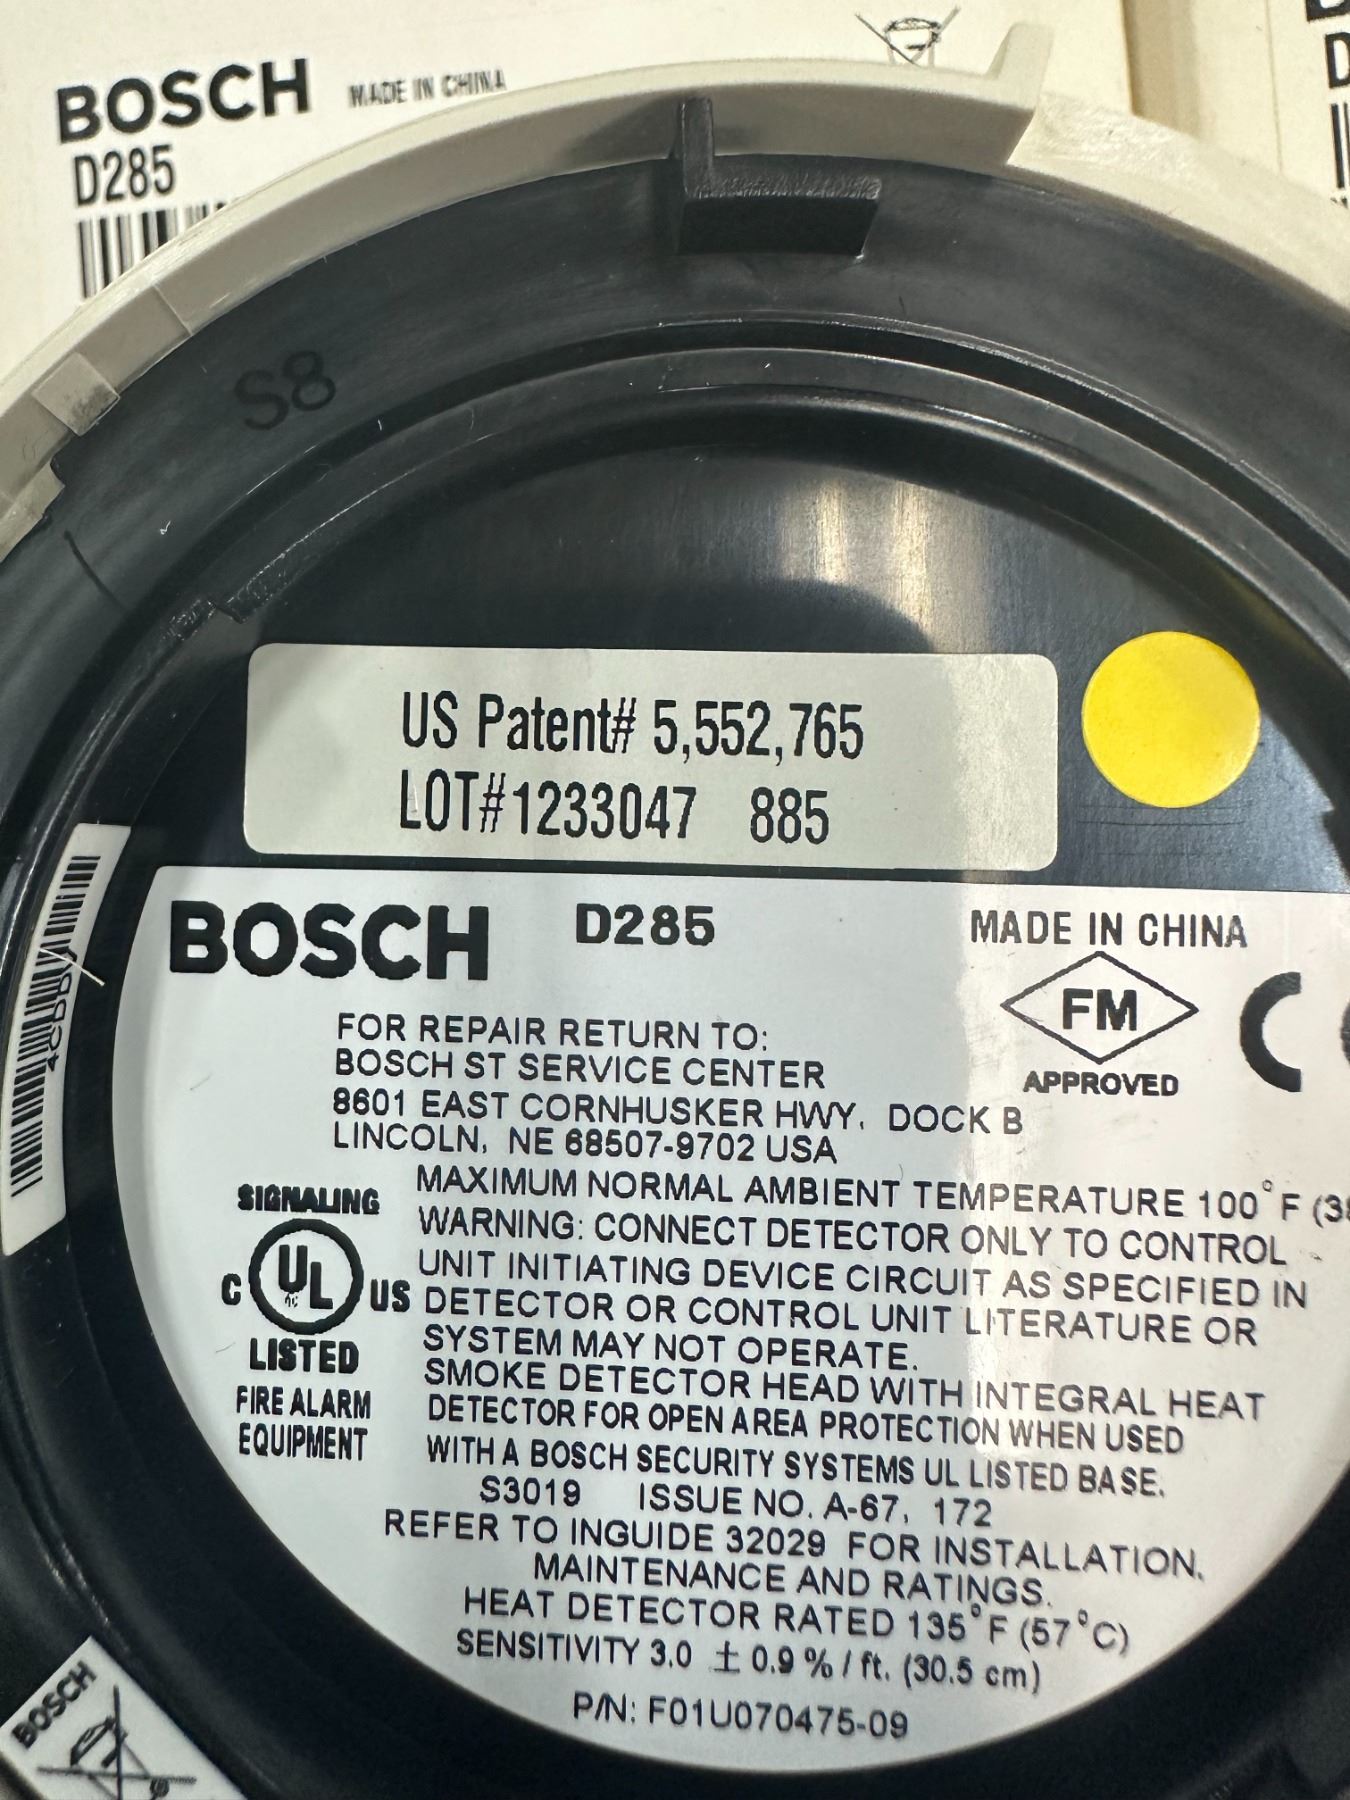 BOSCH MADE IN CHINA
D285
S8
US Patent# 5,552,765
LOT#1233047 885
BOSCH D285 MADE IN CHINA
FM
APPROVED
FOR REPAIR RETURN TO:
BOSCH ST SERVICE CENTER
8601 EAST CORNHUSKER HWY. DOCK B
LINCOLN, NE 68507-9702 USA
MAXIMUM NORMAL AMBIENT TEMPERATURE 100°F
WARNING: CONNECT DETECTOR ONLY TO CONTROL
UNIT INITIATING DEVICE CIRCUIT AS SPECIFIED IN
DETECTOR OR CONTROL UNIT LITERATURE OR
SYSTEM MAY NOT OPERATE.
SMOKE DETECTOR HEAD WITH INTEGRAL HEAT
DETECTOR FOR OPEN AREA PROTECTION WHEN USED
WITH A BOSCH SECURITY SYSTEMS UL LISTED BASE.
SIGNALING
C UL US
LISTED
FIRE ALARM
EQUIPMENT
S3019 ISSUE NO. A-67, 172
REFER TO INGUIDE 32029 FOR INSTALLATION,
MAINTENANCE AND RATINGS.
HEAT DETECTOR RATED 135°F (57°C)
SENSITIVITY 3.0 ± 0.9 % / ft. (30.5 cm)
P/N: F01U070475-09
BOSCH